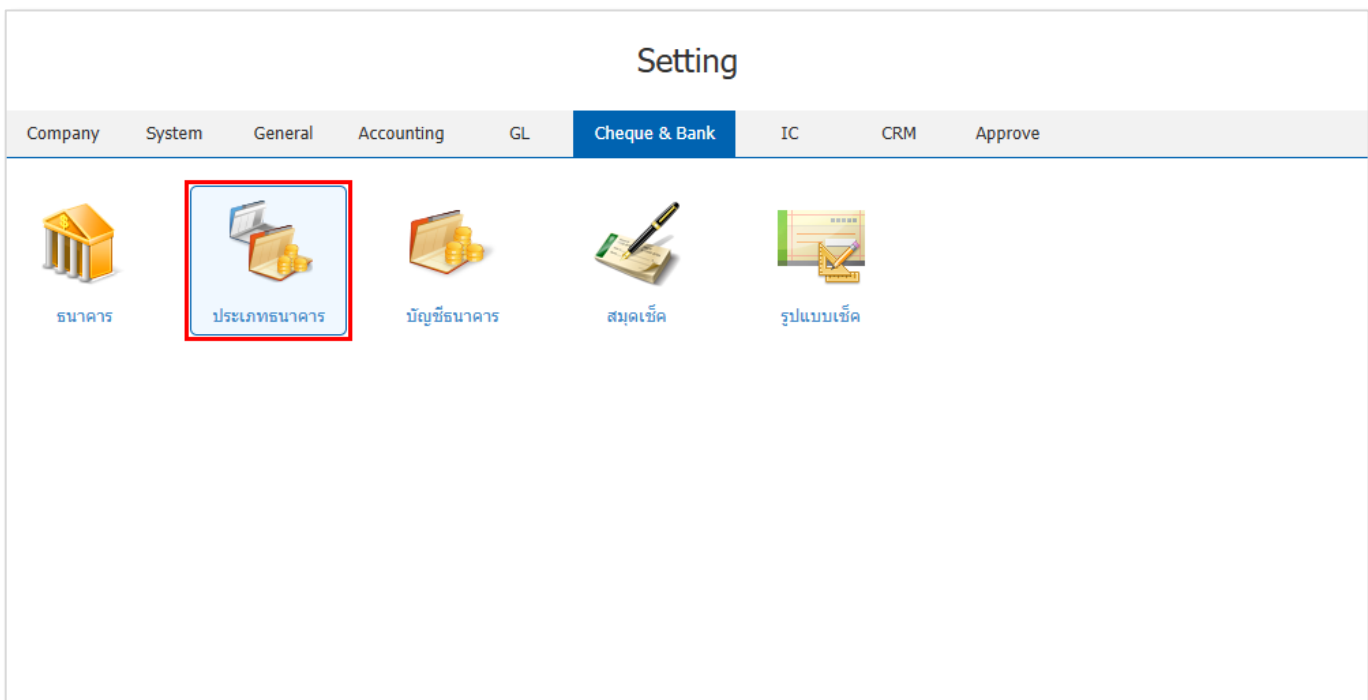 Setting
Company System General Accounting GL Cheque & Bank IC CRM Approve
ธนาคาร ประเภทธนาคาร บัญชีธนาคาร สมุดเช็ค รูปแบบเช็ค